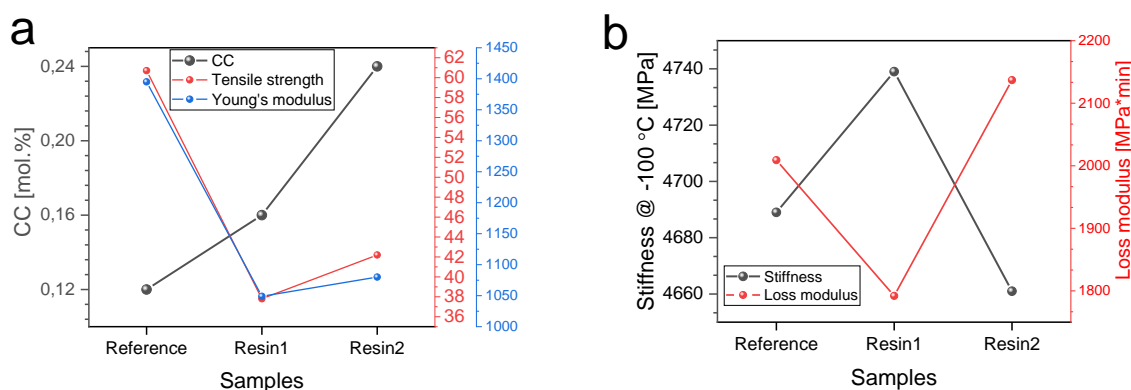 a
CC
Tensile strength
Young's modulus
CC [mol.%]
0,24
0,20
0,16
0,12
62
60
58
56
54
52
50
48
46
44
42
40
38
36
1450
1400
1350
1300
1250
1200
1150
1100
1050
1000
Reference Resin1 Resin2
Samples
b
Stiffness @ -100 °C [MPa]
4740
4720
4700
4680
4660
Stiffness
Loss modulus
2200
2100
2000
1900
1800
Loss modulus [MPa*min]
Reference Resin1 Resin2
Samples